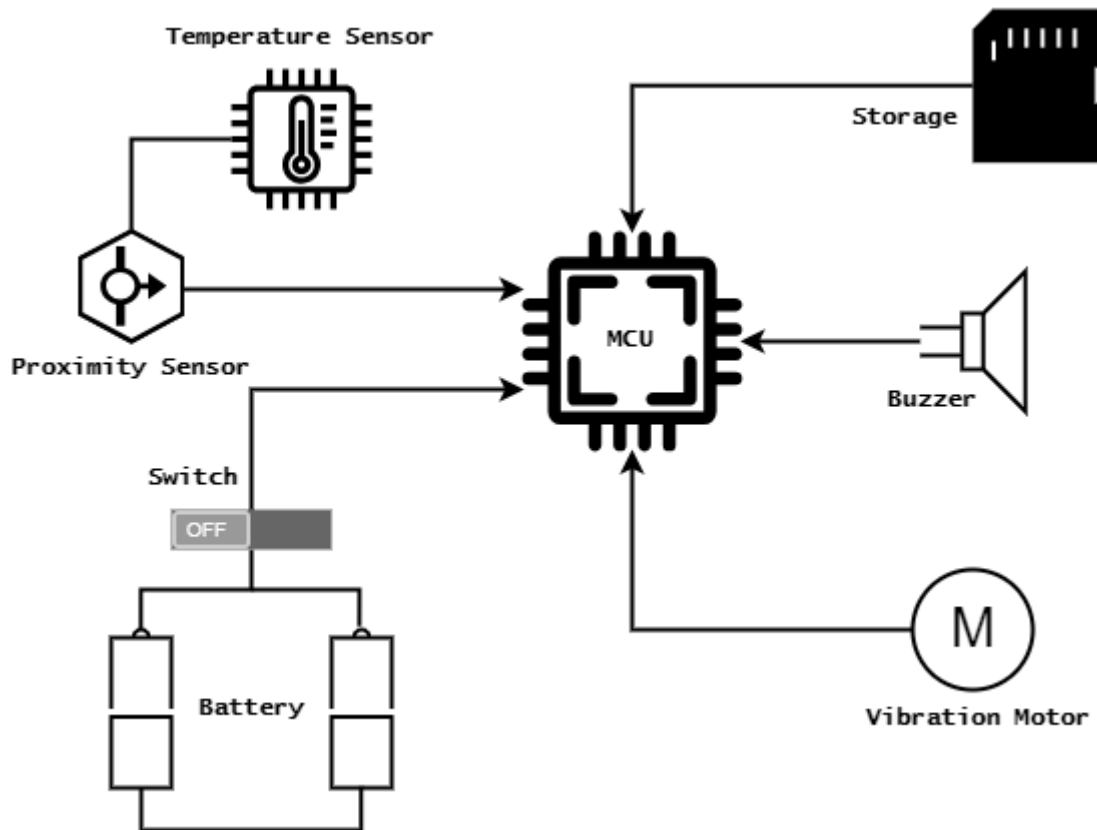 Temperature Sensor
Storage
MCU
Proximity Sensor
Buzzer
Switch
OFF
M
Battery
Vibration Motor